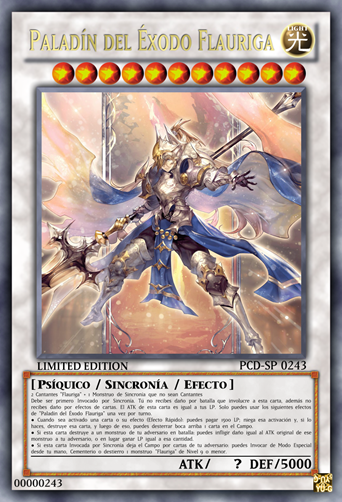 Paladín del Éxodo Flauriga
LIGHT
光
LIMITED EDITION
PCD-SP 0243
[ Psíquico / Sincronía / Efecto ]
2 Cantantes "Flauriga" + 1 Monstruo de Sincronía que no sean Cantantes
Debe ser primero Invocado por Sincronía. Tú no recibes daño por batalla que involucre a esta carta, además no
recibes daño por efectos de cartas. El ATK de esta carta es igual a tus LP. Solo puedes usar los siguientes efectos
de "Paladín del Éxodo Flauriga" una vez por turno.
● Cuando sea activado una carta o tu efecto (Efecto Rápido): puedes pagar 1950 LP; niega esa activación y, si lo
haces, destruye esa carta, y luego de eso, puedes desterrar boca arriba 1 carta en el Campo.
● Si esta carta destruye a un monstruo de tu adversario en batalla: puedes infligir daño igual al ATK original de ese
monstruo a tu adversario, o en lugar ganar LP igual a esa cantidad.
● Si esta carta Invocada por Sincronía deja el Campo por cartas de tu adversario: puedes Invocar de Modo Especial
desde tu mano, Cementerio o destierro 1 monstruo "Flauriga" de Nivel 9 o menor.
ATK/ ? DEF/5000
00000243